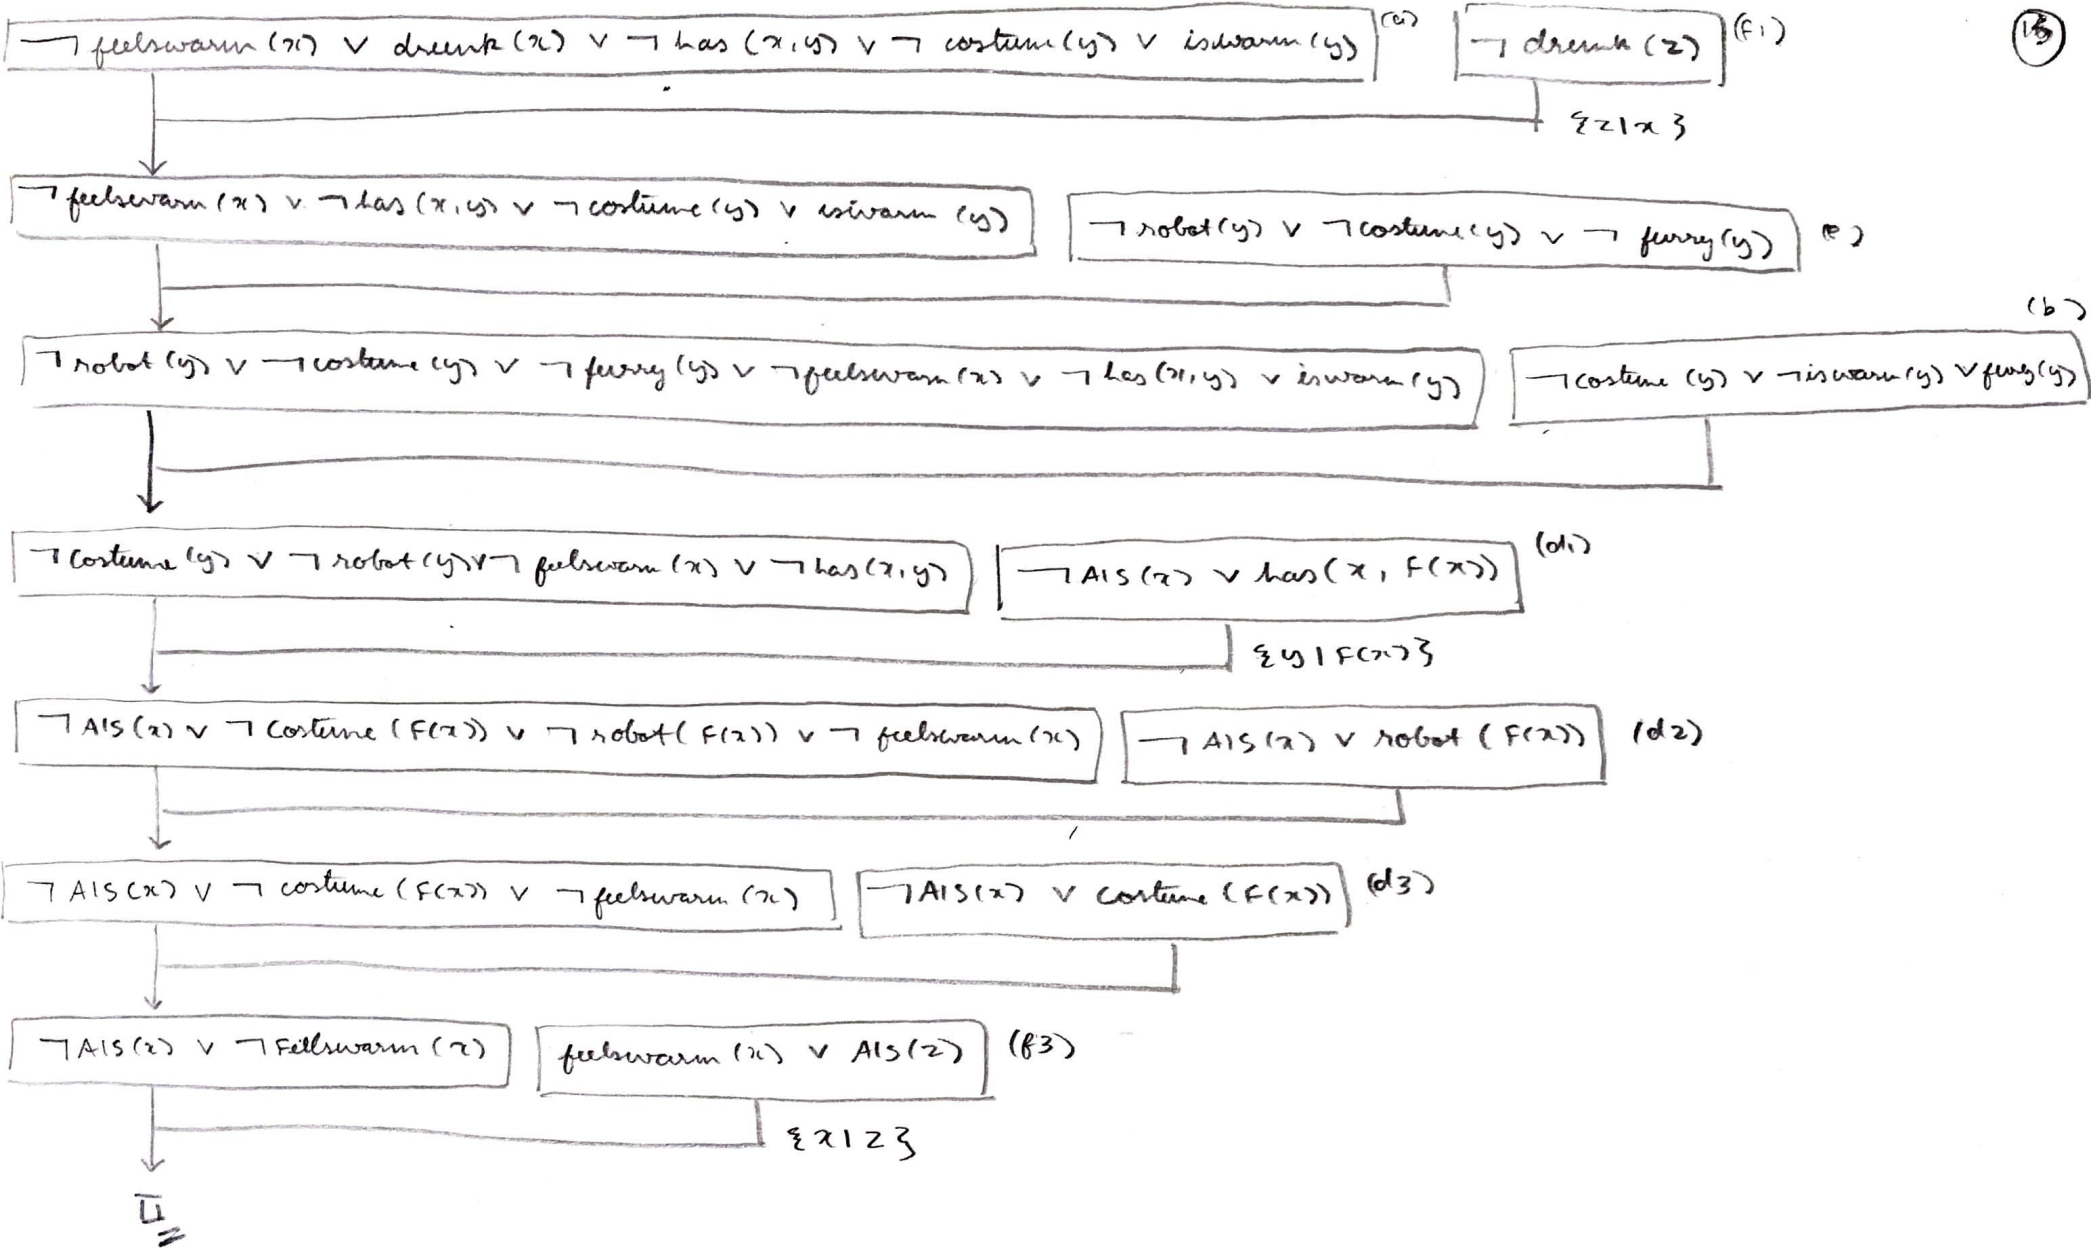 ¬ feelswarm (x) ∨ drunk (x) ∨ ¬ has (x,y) ∨ ¬ costume (y) ∨ iswarm (y) (a) ¬ drunk (z) (F1)
{z|x}
¬ feelswarm (x) ∨ ¬ has (x,y) ∨ ¬ costume (y) ∨ iswarm (y) ¬ robot (y) ∨ ¬ costume (y) ∨ ¬ furry (y)
(b)
¬ robot (y) ∨ ¬ costume (y) ∨ ¬ furry (y) ∨ ¬ feelswarm (x) ∨ ¬ has (x,y) ∨ iswarm (y) ¬ costume (y) ∨ ¬ iswarm (y) ∨ furry (y)
¬ costume (y) ∨ ¬ robot (y) ∨ ¬ feelswarm (x) ∨ ¬ has (x,y) ¬ AIS (x) ∨ has (x, F(x)) (d1)
{y|F(x)}
¬ AIS (x) ∨ ¬ Costume (F(x)) ∨ ¬ robot (F(x)) ∨ ¬ feelswarm (x) ¬ AIS (x) ∨ robot (F(x)) (d2)
¬ AIS (x) ∨ ¬ costume (F(x)) ∨ ¬ feelswarm (x) ¬ AIS (x) ∨ costume (F(x)) (d3)
¬ AIS (x) ∨ ¬ Feelswarm (x) feelswarm (x) ∨ AIS (z) (f3)
{x|z}